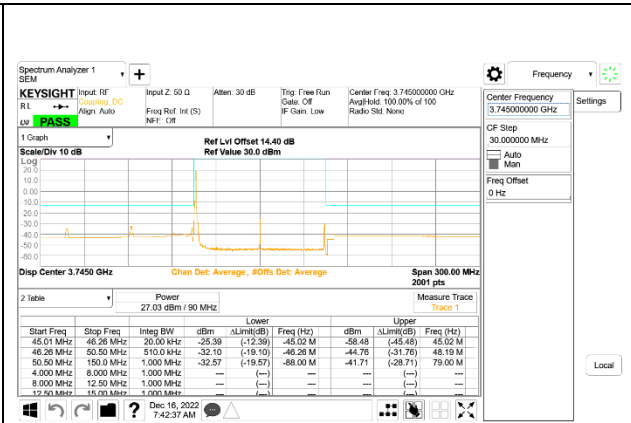 Spectrum Analyzer 1
SEM
Frequency
KEYSIGHT Input: RF Input Z: 50 Ω Atten: 30 dB Trig: Free Run Center Freq: 3.745000000 GHz
Coupling: DC Gate: Off Avg|Hold: 100.00% of 100
R L Align: Auto Freq Ref: Int (S) IF Gain: Low Radio Std: None
NFE: Off
PASS
Center Frequency
3.745000000 GHz
Settings
CF Step
30.000000 MHz
Auto
Man
Freq Offset
0 Hz
1 Graph
Ref Lvl Offset 14.40 dB
Scale/Div 10 dB Ref Value 30.0 dBm
Log
20.0
10.0
0.00
-10.0
-20.0
-30.0
-40.0
-50.0
-60.0
Disp Center 3.7450 GHz Chan Det: Average, #Offs Det: Average Span 300.00 MHz
2001 pts
2 Table Power Measure Trace
27.03 dBm / 90 MHz Trace 1
Lower Upper
Start Freq Stop Freq Integ BW dBm ΔLimit(dB) Freq (Hz) dBm ΔLimit(dB) Freq (Hz)
45.01 MHz 46.26 MHz 20.00 kHz -25.39 (-12.39) -45.02 M -58.48 (-45.48) 45.02 M
46.26 MHz 50.50 MHz 510.0 kHz -32.10 (-19.10) -46.26 M -44.76 (-31.76) 48.19 M
50.50 MHz 150.0 MHz 1.000 MHz -32.57 (-19.57) -88.00 M -41.71 (-28.71) 79.00 M
4.000 MHz 8.000 MHz 1.000 MHz --- (---) --- --- (---) ---
8.000 MHz 12.50 MHz 1.000 MHz --- (---) --- --- (---) ---
12.50 MHz 15.00 MHz 1.000 MHz --- (---) --- --- (---) ---
Local
Dec 16, 2022
7:42:37 AM